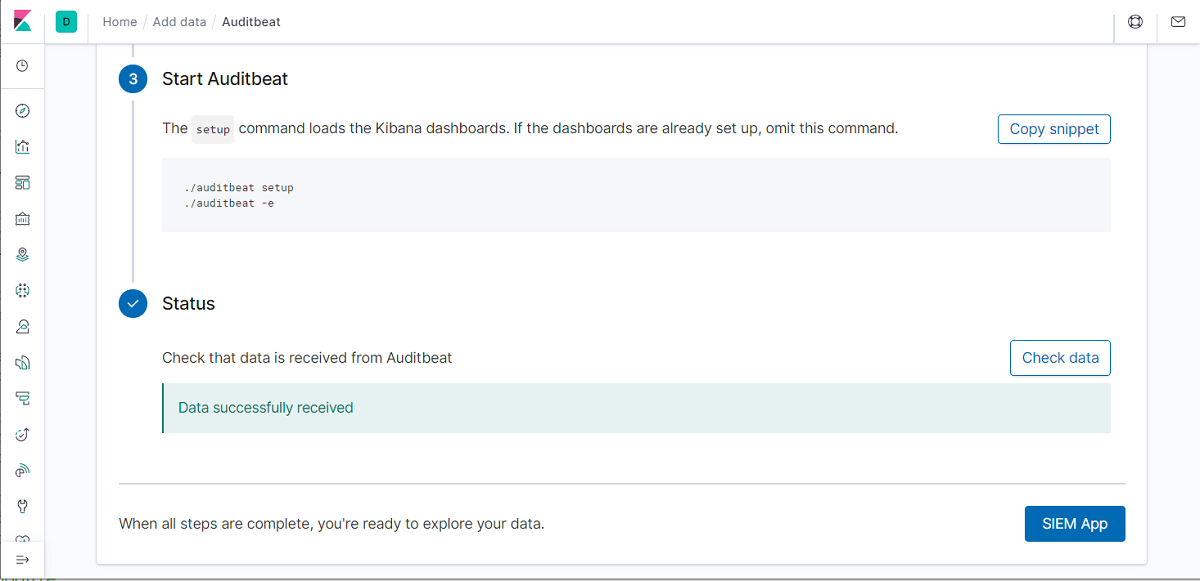 D Home / Add data / Auditbeat
3 Start Auditbeat
The setup command loads the Kibana dashboards. If the dashboards are already set up, omit this command.
Copy snippet
./auditbeat setup
./auditbeat -e
Status
Check that data is received from Auditbeat
Check data
Data successfully received
When all steps are complete, you're ready to explore your data.
SIEM App